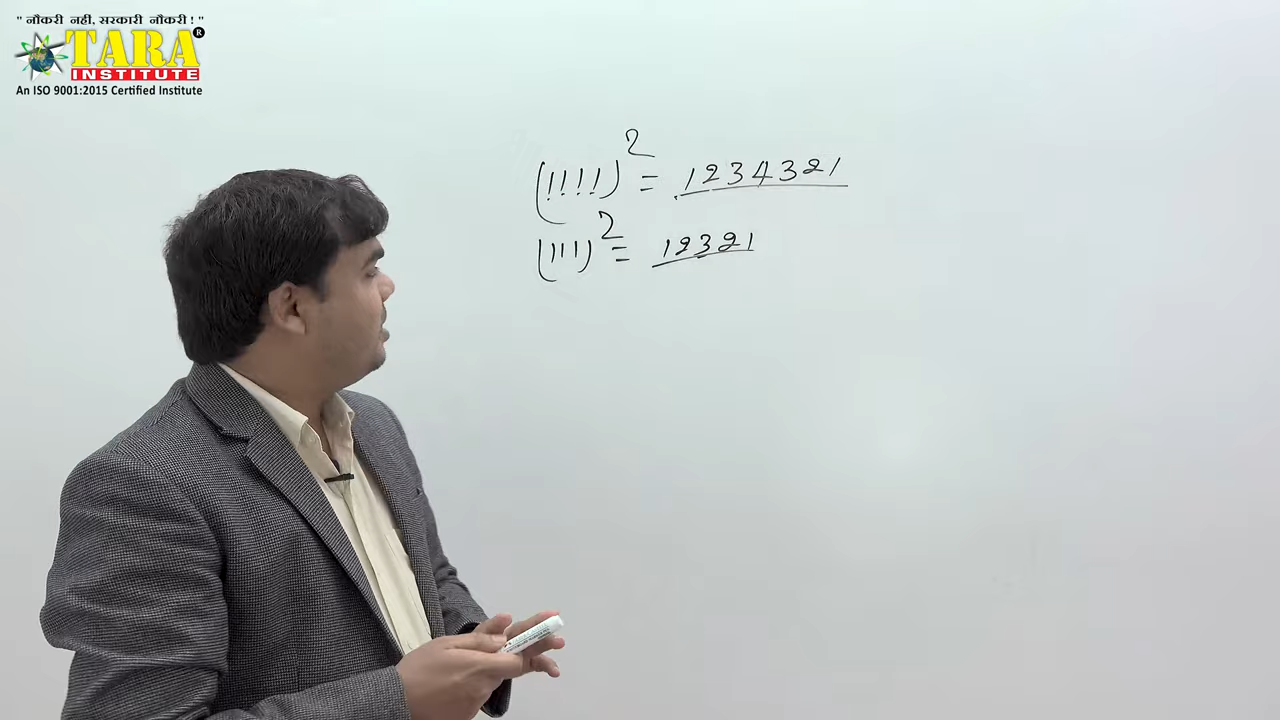 " नौकरी नहीं, सरकारी नौकरी ! "
TARA®
INSTITUTE
An ISO 9001:2015 Certified Institute
(1111)² = 1234321
(111)² = 12321